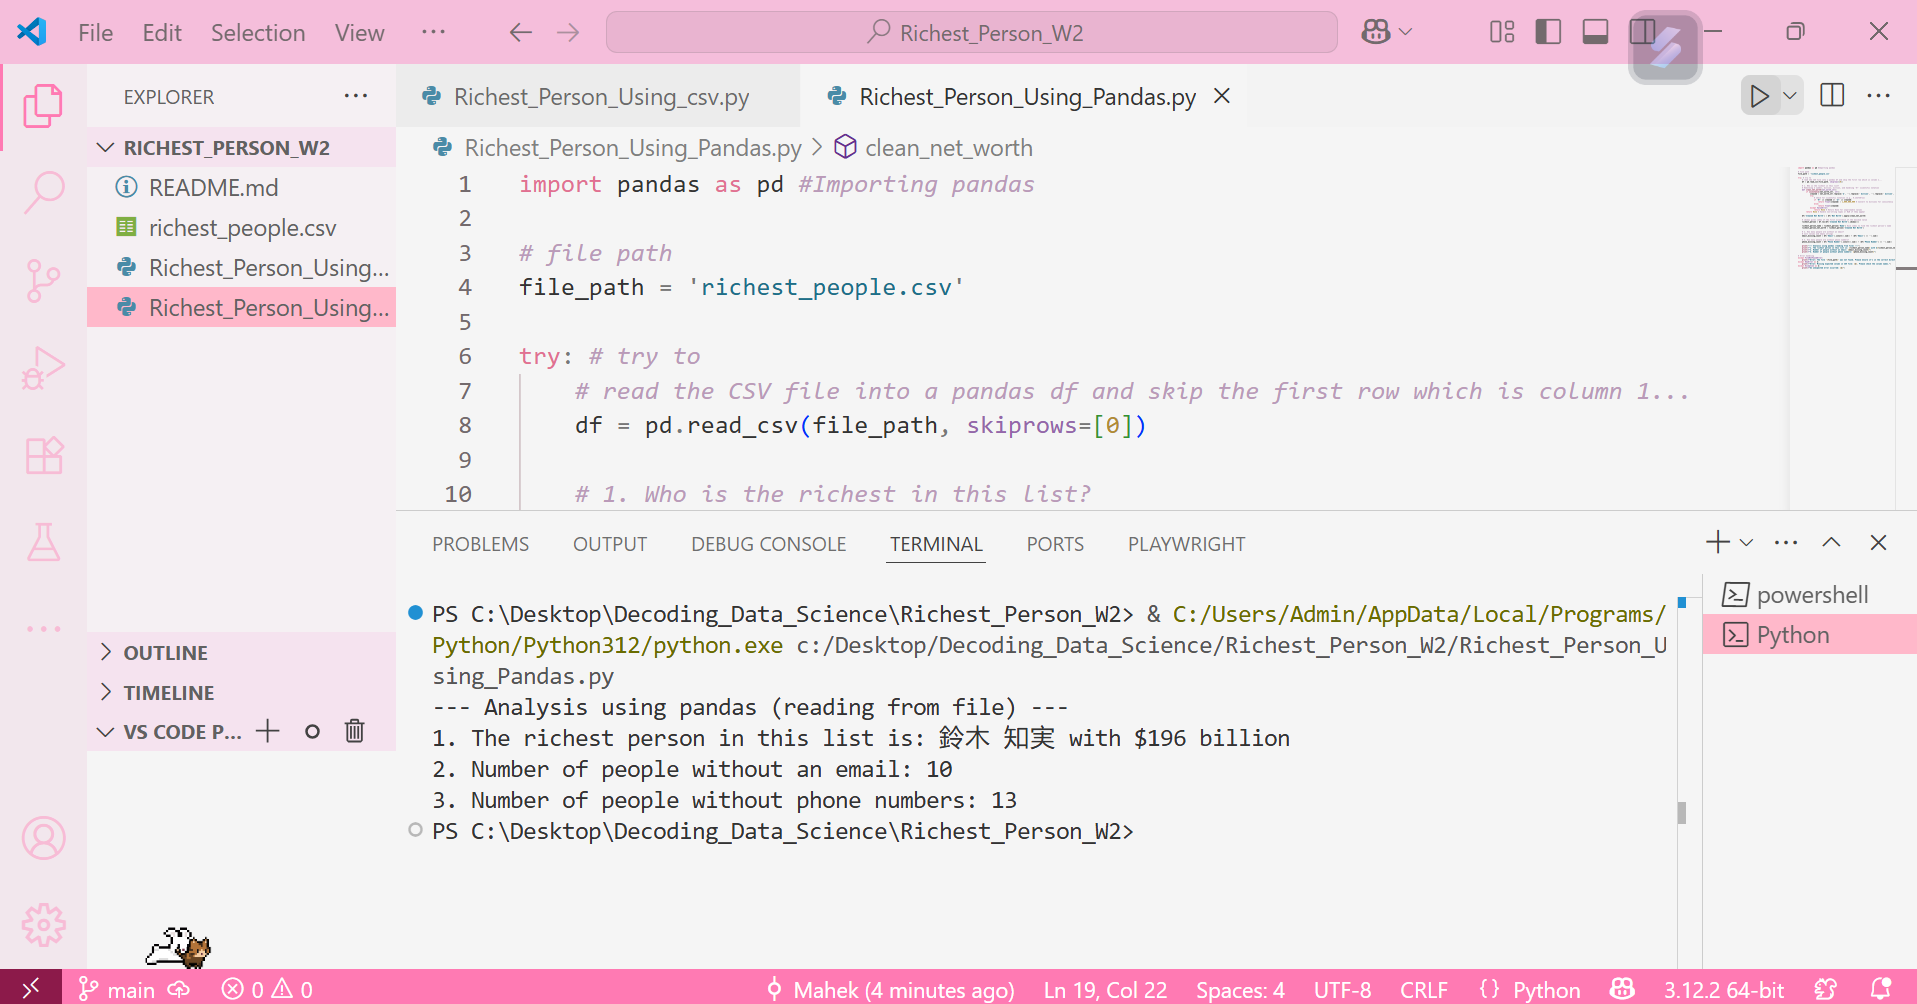 File Edit Selection View ... Richest_Person_W2
EXPLORER ...
RICHEST_PERSON_W2
README.md
richest_people.csv
Richest_Person_Using...
Richest_Person_Using...
OUTLINE
TIMELINE
VS CODE P...
Richest_Person_Using_csv.py Richest_Person_Using_Pandas.py
Richest_Person_Using_Pandas.py > clean_net_worth
1 import pandas as pd #Importing pandas
2
3 # file path
4 file_path = 'richest_people.csv'
5
6 try: # try to
7 # read the CSV file into a pandas df and skip the first row which is column 1...
8 df = pd.read_csv(file_path, skiprows=[0])
9
10 # 1. Who is the richest in this list?
PROBLEMS OUTPUT DEBUG CONSOLE TERMINAL PORTS PLAYWRIGHT
PS C:\Desktop\Decoding_Data_Science\Richest_Person_W2> & C:/Users/Admin/AppData/Local/Programs/
Python/Python312/python.exe c:/Desktop/Decoding_Data_Science/Richest_Person_W2/Richest_Person_U
sing_Pandas.py
--- Analysis using pandas (reading from file) ---
1. The richest person in this list is: 鈴木 知実 with $196 billion
2. Number of people without an email: 10
3. Number of people without phone numbers: 13
PS C:\Desktop\Decoding_Data_Science\Richest_Person_W2>
powershell
Python
main 0 0 Mahek (4 minutes ago) Ln 19, Col 22 Spaces: 4 UTF-8 CRLF {} Python 3.12.2 64-bit